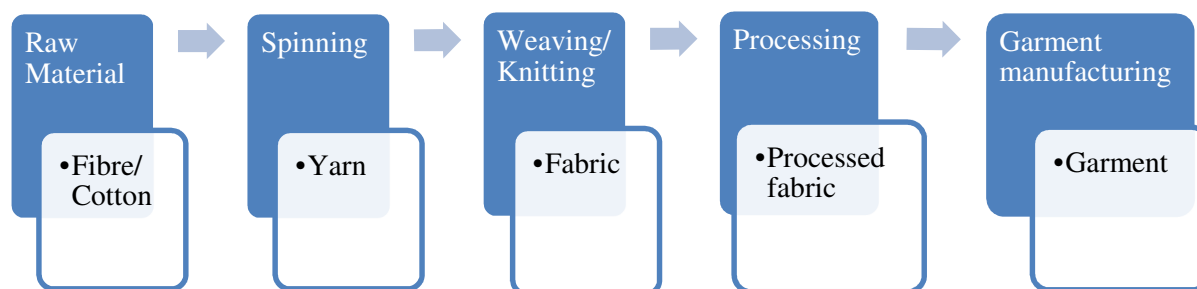 Raw
Material
•Fibre/
Cotton
Spinning
•Yarn
Weaving/
Knitting
•Fabric
Processing
•Processed
fabric
Garment
manufacturing
•Garment